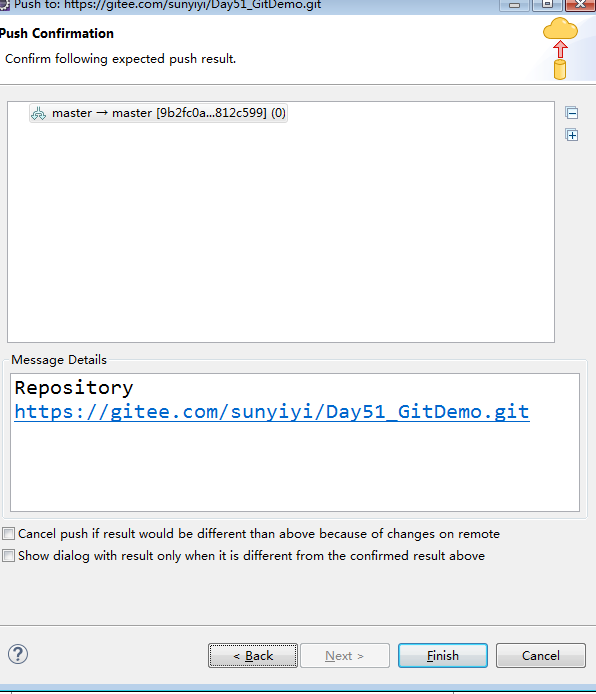 Push to: https://gitee.com/sunyiyi/Day51_GitDemo.git
Push Confirmation
Confirm following expected push result.
master → master [9b2fc0a...812c599] (0)
Message Details
Repository
https://gitee.com/sunyiyi/Day51_GitDemo.git
Cancel push if result would be different than above because of changes on remote
Show dialog with result only when it is different from the confirmed result above
< Back Next > Finish Cancel